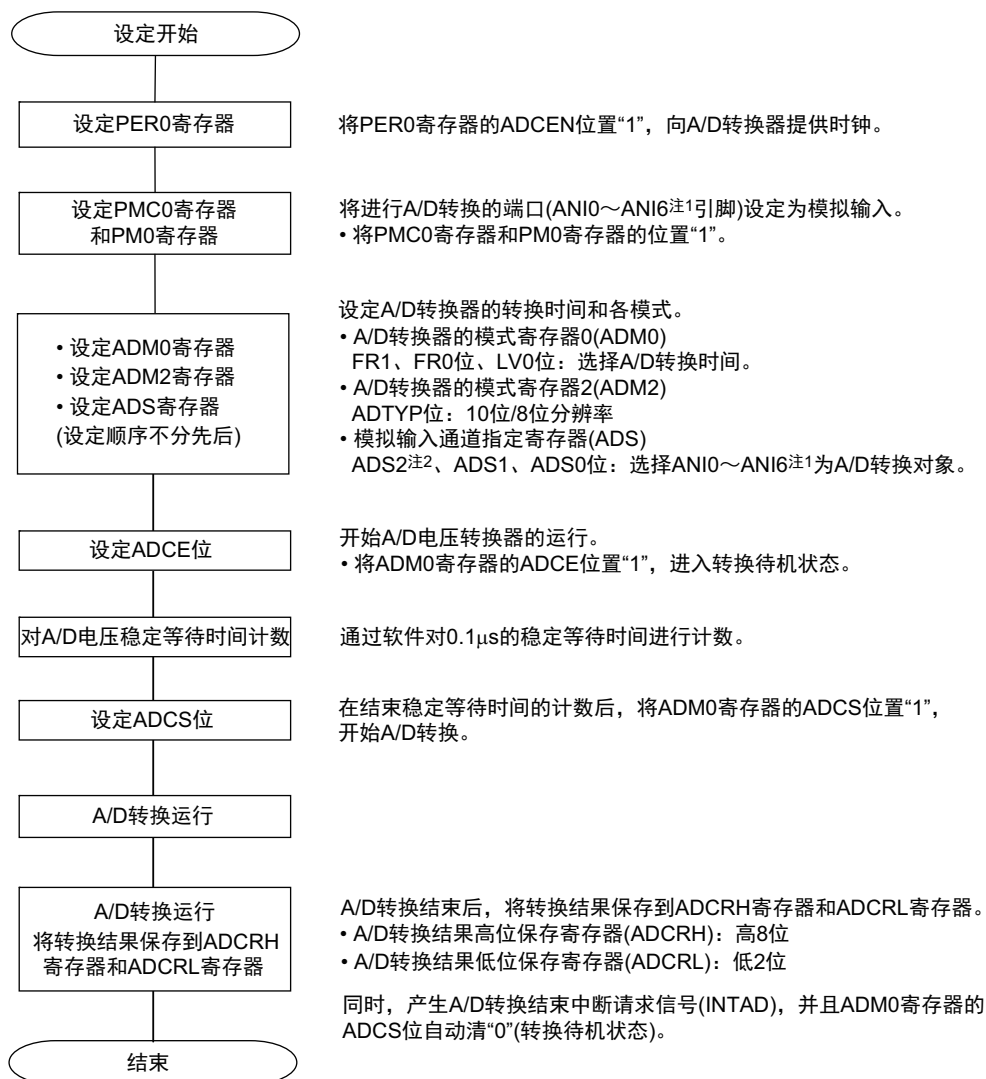 设定开始
设定PER0寄存器
将PER0寄存器的ADCEN位置“1”，向A/D转换器提供时钟。
设定PMC0寄存器
和PM0寄存器
将进行A/D转换的端口(ANI0～ANI6注1引脚)设定为模拟输入。
• 将PMC0寄存器和PM0寄存器的位置“1”。
• 设定ADM0寄存器
• 设定ADM2寄存器
• 设定ADS寄存器
(设定顺序不分先后)
设定A/D转换器的转换时间和各模式。
• A/D转换器的模式寄存器0(ADM0)
FR1、FR0位、LV0位：选择A/D转换时间。
• A/D转换器的模式寄存器2(ADM2)
ADTYP位：10位/8位分辨率
• 模拟输入通道指定寄存器(ADS)
ADS2注2、ADS1、ADS0位：选择ANI0～ANI6注1为A/D转换对象。
设定ADCE位
开始A/D电压转换器的运行。
• 将ADM0寄存器的ADCE位置“1”，进入转换待机状态。
对A/D电压稳定等待时间计数
通过软件对0.1μs的稳定等待时间进行计数。
设定ADCS位
在结束稳定等待时间的计数后，将ADM0寄存器的ADCS位置“1”，
开始A/D转换。
A/D转换运行
A/D转换运行
将转换结果保存到ADCRH
寄存器和ADCRL寄存器
A/D转换结束后，将转换结果保存到ADCRH寄存器和ADCRL寄存器。
• A/D转换结果高位保存寄存器(ADCRH)：高8位
• A/D转换结果低位保存寄存器(ADCRL)：低2位
同时，产生A/D转换结束中断请求信号(INTAD)，并且ADM0寄存器的
ADCS位自动清“0”(转换待机状态)。
结束